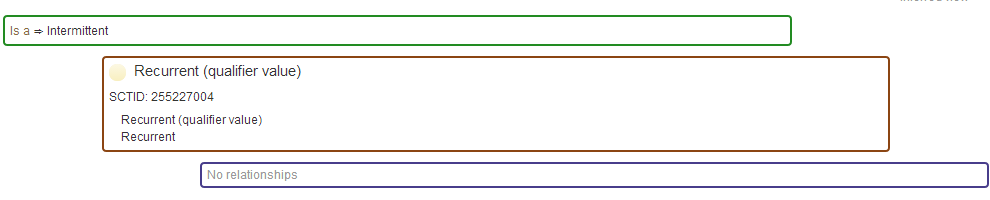 Is a ⇒ Intermittent
Recurrent (qualifier value)
SCTID: 255227004
Recurrent (qualifier value)
Recurrent
No relationships